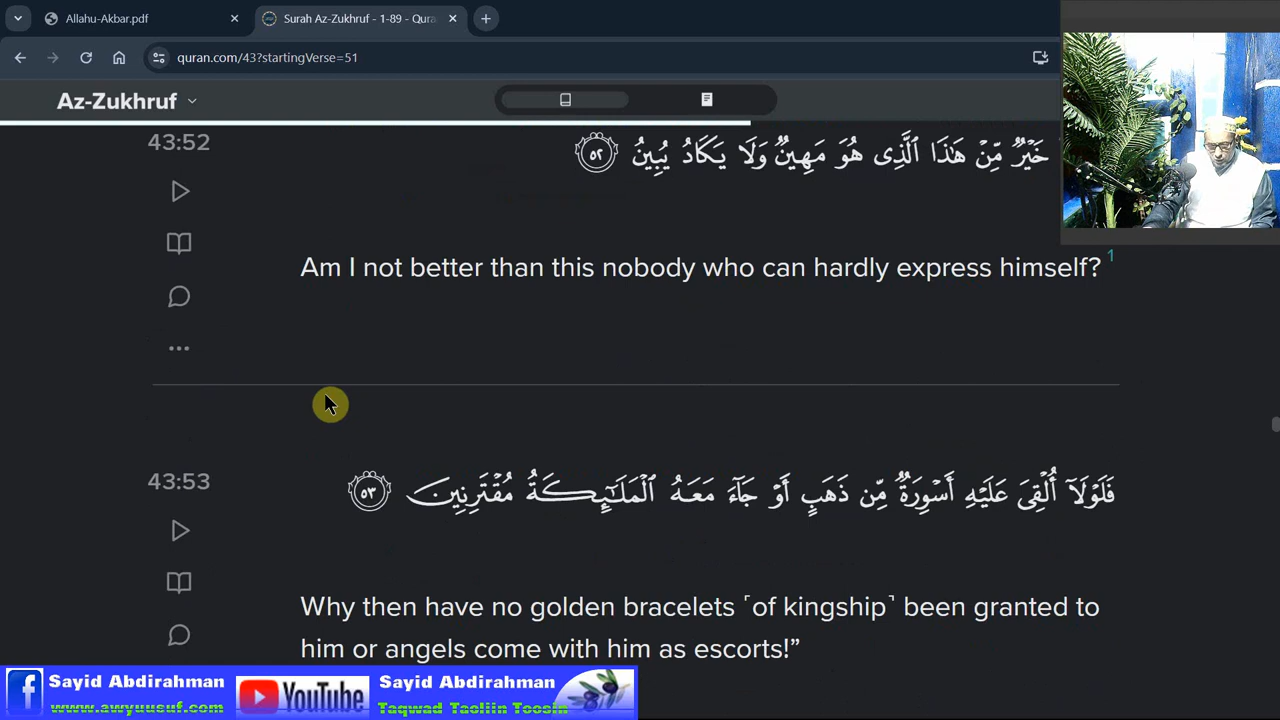 Allahu-Akbar.pdf
Surah Az-Zukhruf - 1-89 - Qura
quran.com/43?startingVerse=51
Az-Zukhruf
43:52
خَيْرٌ مِّنْ هَـٰذَا ٱلَّذِى هُوَ مَهِينٌ وَلَا يَكَادُ يُبِينُ ٥٢
Am I not better than this nobody who can hardly express himself? 1
43:53
فَلَوْلَآ أُلْقِىَ عَلَيْهِ أَسْوِرَةٌ مِّن ذَهَبٍ أَوْ جَآءَ مَعَهُ ٱلْمَلَـٰٓئِكَةُ مُقْتَرِنِينَ ٥٣
Why then have no golden bracelets ˹of kingship˺ been granted to
him or angels come with him as escorts!”
Sayid Abdirahman
www.awyuusuf.com
YouTube
Sayid Abdirahman
Taqwad Taoliin Toosin